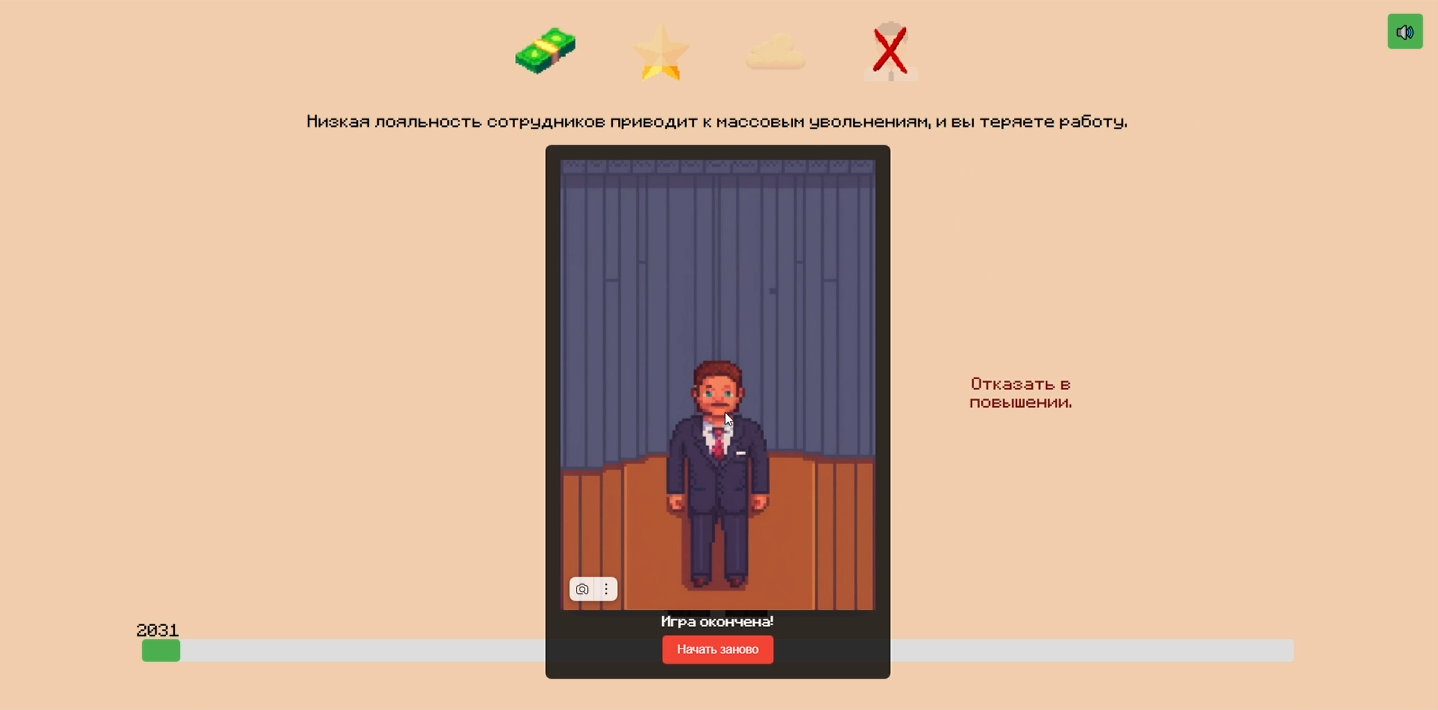 Низкая лояльность сотрудников приводит к массовым увольнениям, и вы теряете работу.
Отказать в
повышении.
2031
Игра окончена!
Начать заново